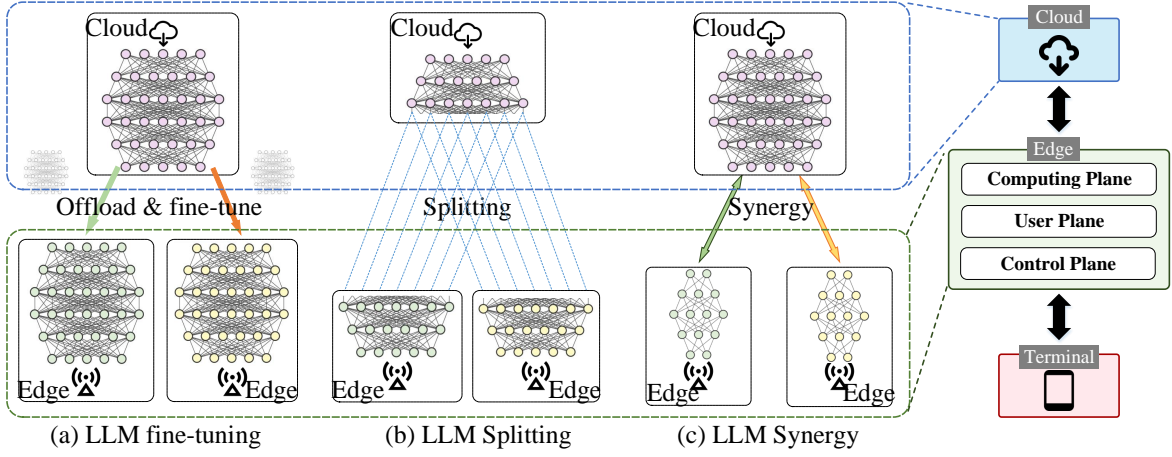 Cloud
Cloud
Cloud
Cloud
Offload & fine-tune
Splitting
Synergy
Edge
Computing Plane
User Plane
Control Plane
Edge
Edge
Edge
Edge
Edge
Edge
Terminal
(a) LLM fine-tuning
(b) LLM Splitting
(c) LLM Synergy